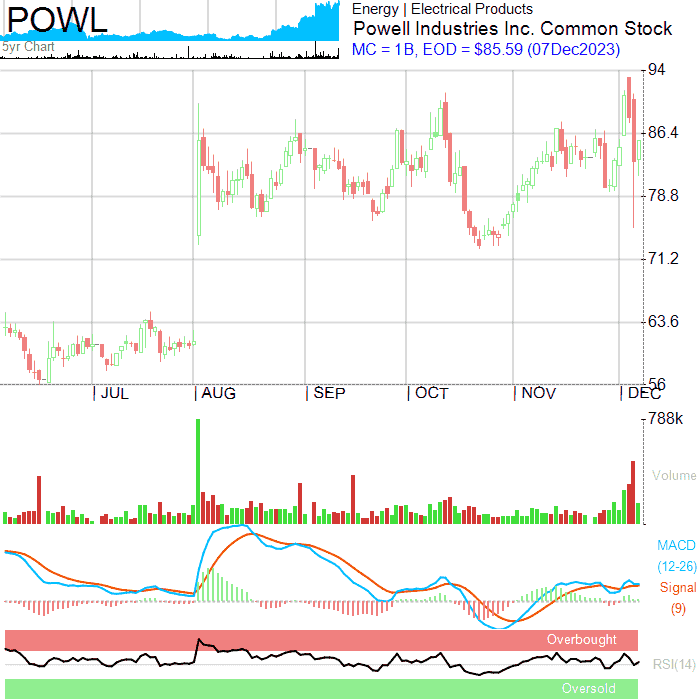 POWL
5yr Chart
Energy | Electrical Products
Powell Industries Inc. Common Stock
MC = 1B, EOD = $85.59 (07Dec2023)
94
86.4
78.8
71.2
63.6
56
JUL AUG SEP OCT NOV DEC
788k
Volume
MACD
(12-26)
Signal
(9)
Overbought
RSI(14)
Oversold